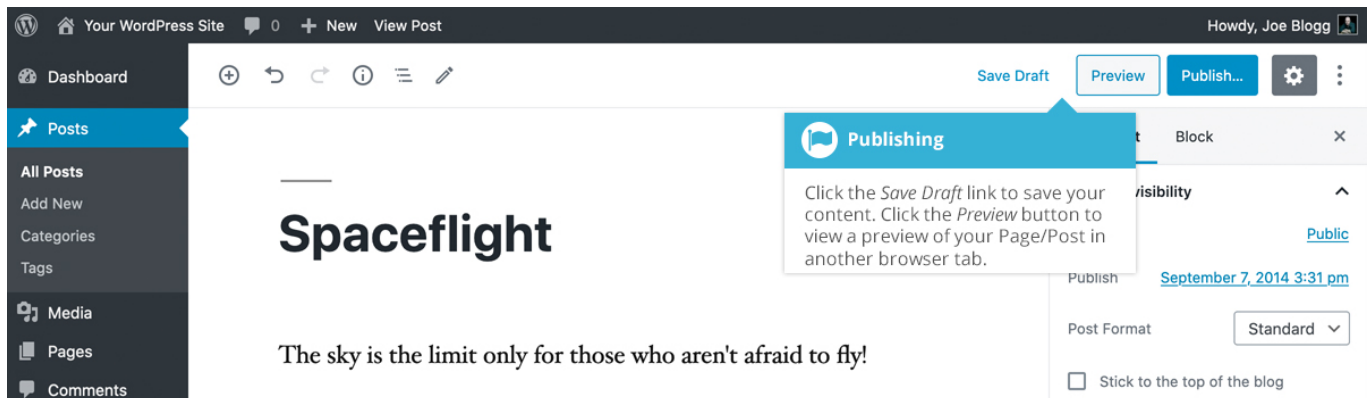 Your WordPress Site 0 New View Post Howdy, Joe Blogg
Dashboard
Save Draft Preview Publish...
Posts
All Posts
Add New
Categories
Tags
Media
Pages
Comments
Spaceflight
The sky is the limit only for those who aren't afraid to fly!
Publishing
Click the Save Draft link to save your
content. Click the Preview button to
view a preview of your Page/Post in
another browser tab.
Block
Public
Publish September 7, 2014 3:31 pm
Post Format Standard
Stick to the top of the blog